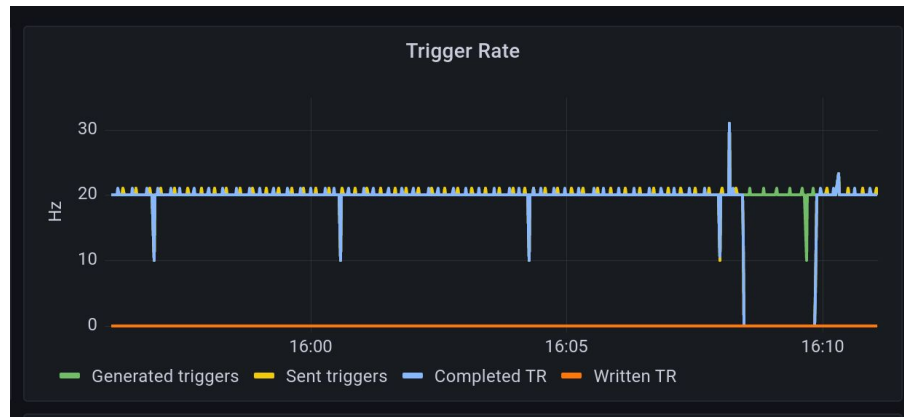 Trigger Rate
30
20
10
0
Hz
16:00 16:05 16:10
Generated triggers Sent triggers Completed TR Written TR